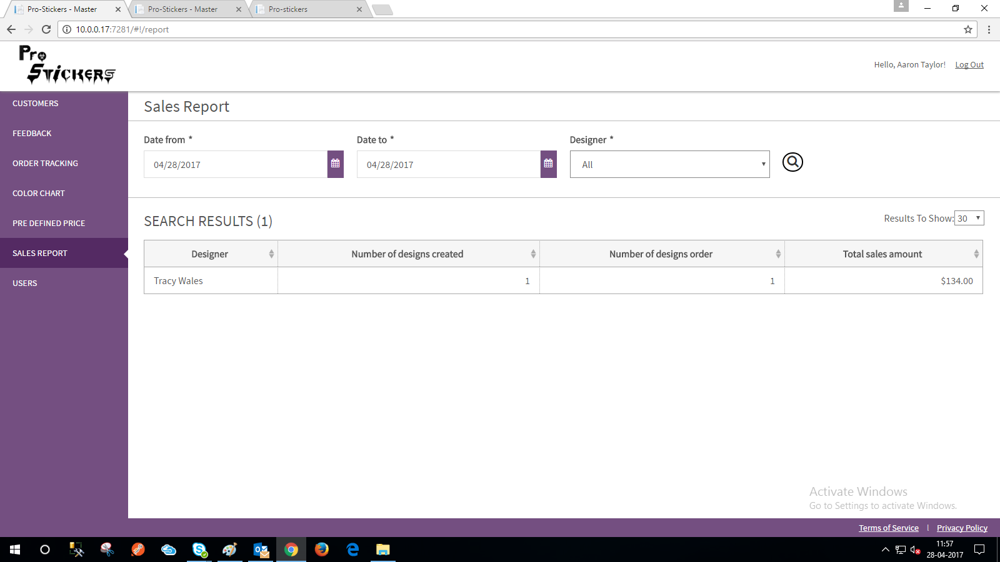 Pro-Stickers - Master
Pro-Stickers - Master
Pro-stickers
10.0.0.17:7281/#!/report
Pro
Stickers
Hello, Aaron Taylor! Log Out
CUSTOMERS
FEEDBACK
ORDER TRACKING
COLOR CHART
PRE DEFINED PRICE
SALES REPORT
USERS
Sales Report
Date from * Date to * Designer *
04/28/2017 04/28/2017 All
SEARCH RESULTS (1)
Results To Show: 30
Designer Number of designs created Number of designs order Total sales amount
Tracy Wales 1 1 $134.00
Activate Windows
Go to Settings to activate Windows.
Terms of Service | Privacy Policy
11:57
28-04-2017